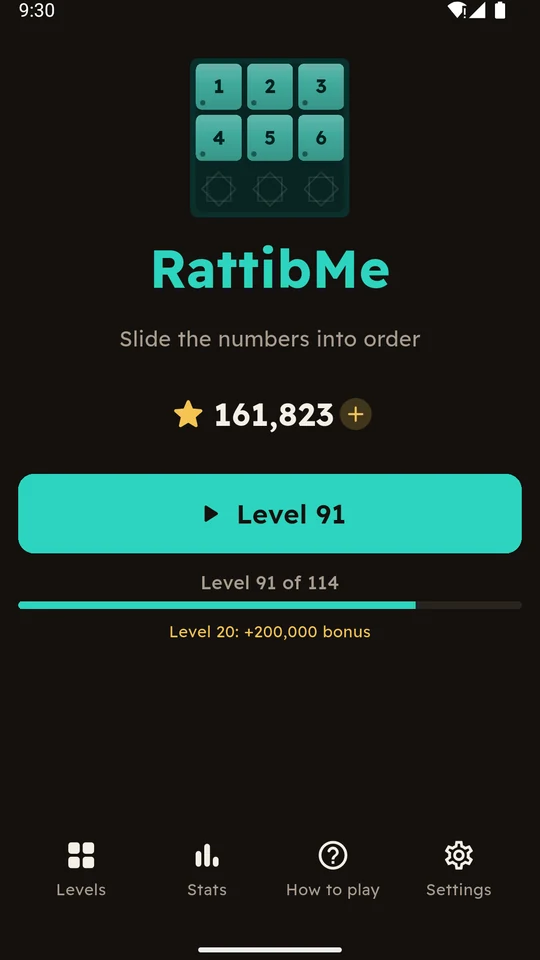 9:30
1 2 3
4 5 6
RattibMe
Slide the numbers into order
161,823 +
Level 91
Level 91 of 114
Level 20: +200,000 bonus
Levels Stats How to play Settings